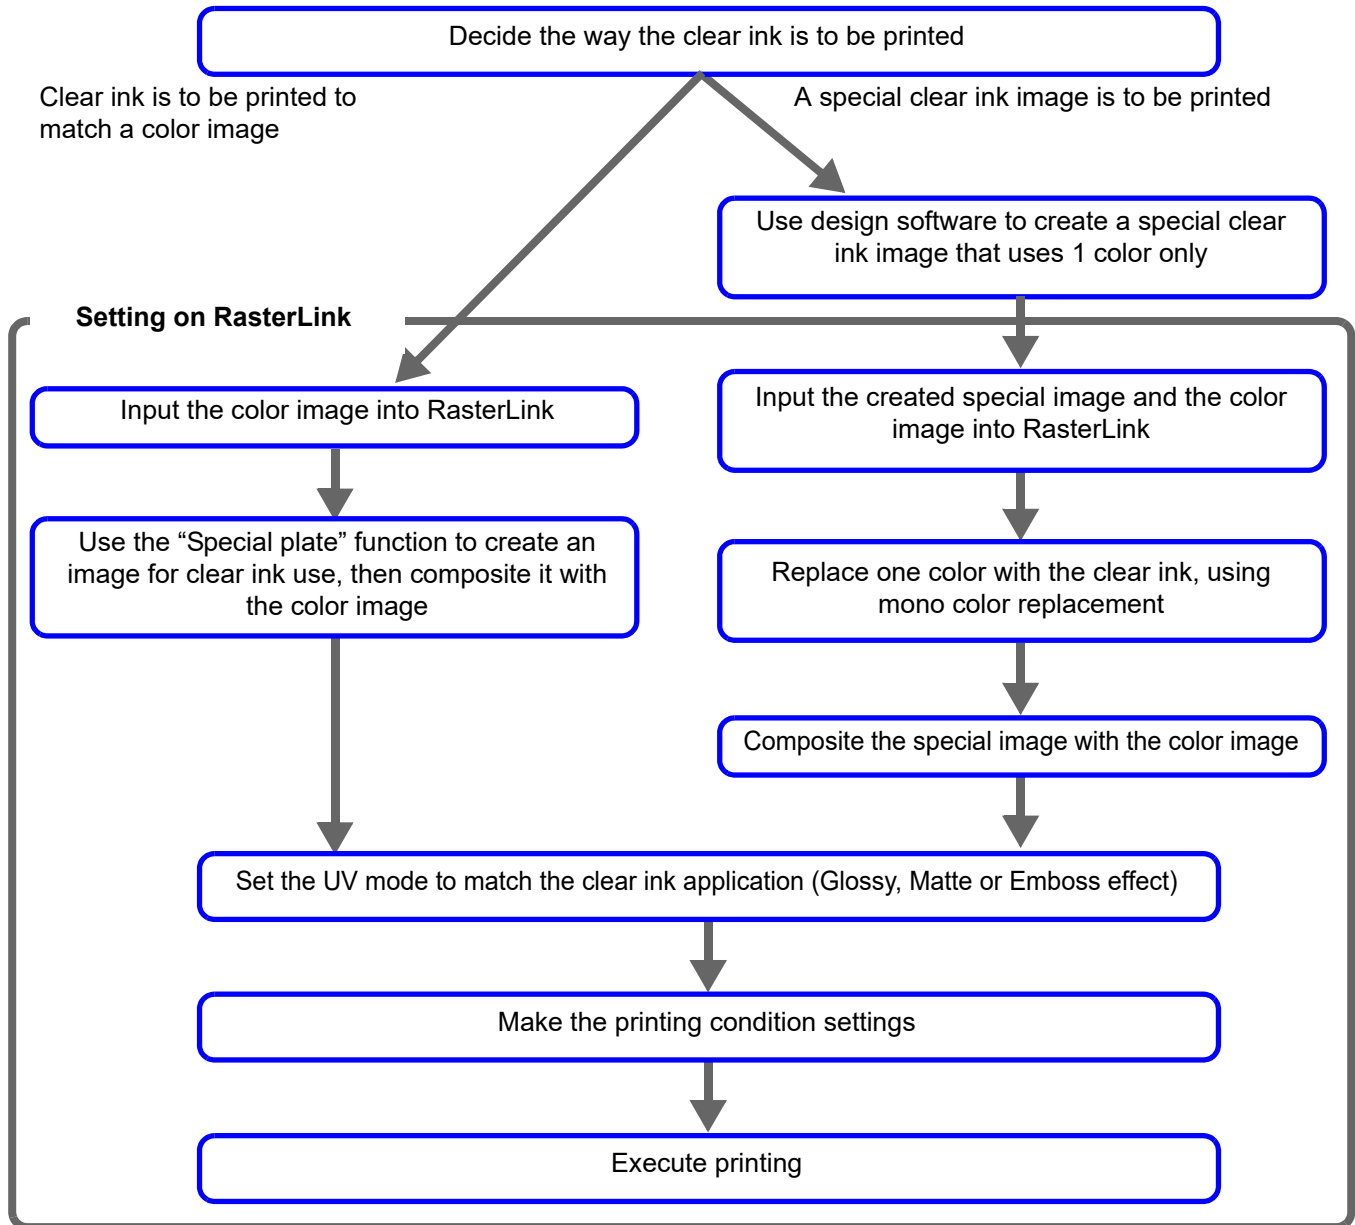 Decide the way the clear ink is to be printed
Clear ink is to be printed to
match a color image
A special clear ink image is to be printed
Use design software to create a special clear
ink image that uses 1 color only
Setting on RasterLink
Input the color image into RasterLink
Input the created special image and the color
image into RasterLink
Use the “Special plate” function to create an
image for clear ink use, then composite it with
the color image
Replace one color with the clear ink, using
mono color replacement
Composite the special image with the color image
Set the UV mode to match the clear ink application (Glossy, Matte or Emboss effect)
Make the printing condition settings
Execute printing